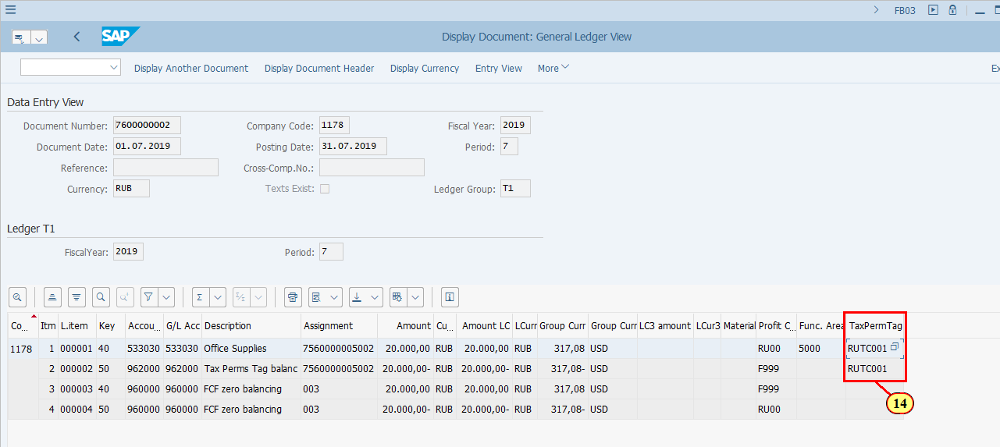 FB03
SAP
Display Document: General Ledger View
Display Another Document Display Document Header Display Currency Entry View More Ex
Data Entry View
Document Number: 7600000002 Company Code: 1178 Fiscal Year: 2019
Document Date: 01.07.2019 Posting Date: 31.07.2019 Period: 7
Reference: Cross-Comp.No.:
Currency: RUB Texts Exist: Ledger Group: T1
Ledger T1
FiscalYear: 2019 Period: 7
Co... Itm L.item Key Accou... G/L Acc Description Assignment Amount Cu... Amount LC LCurr Group Curr Group Curr LC3 amount LCur3 Material Profit C... Func. Area TaxPermTag
1178 1 000001 40 533030 533030 Office Supplies 7560000005002 20.000,00 RUB 20.000,00 RUB 317,08 USD RU00 5000 RUTC001
2 000002 50 962000 962000 Tax Perms Tag balanc 7560000005002 20.000,00- RUB 20.000,00- RUB 317,08- USD F999 RUTC001
3 000003 40 960000 960000 FCF zero balancing 003 20.000,00 RUB 20.000,00 RUB 317,08 USD F999
4 000004 50 960000 960000 FCF zero balancing 003 20.000,00- RUB 20.000,00- RUB 317,08- USD RU00
14